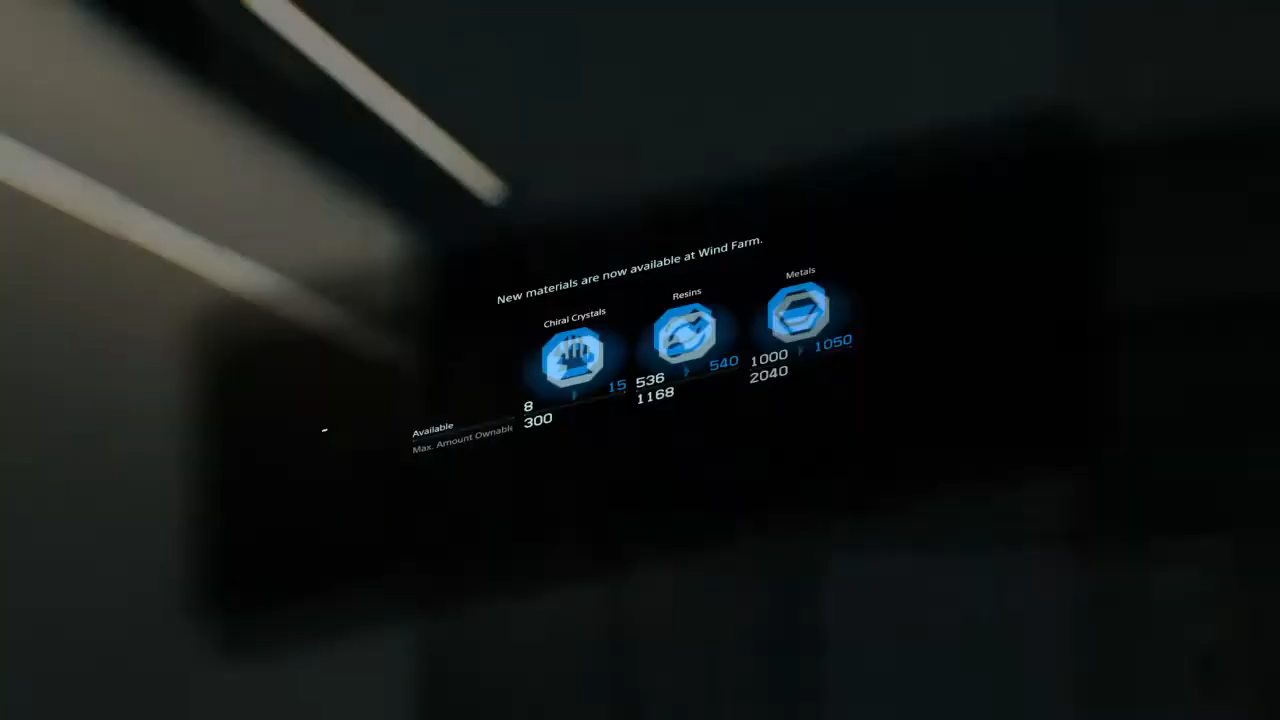 New materials are now available at Wind Farm.
Chiral Crystals
Resins
Metals
8 15
536 540
1000 1050
Available
300
1168
2040
Max. Amount Ownable